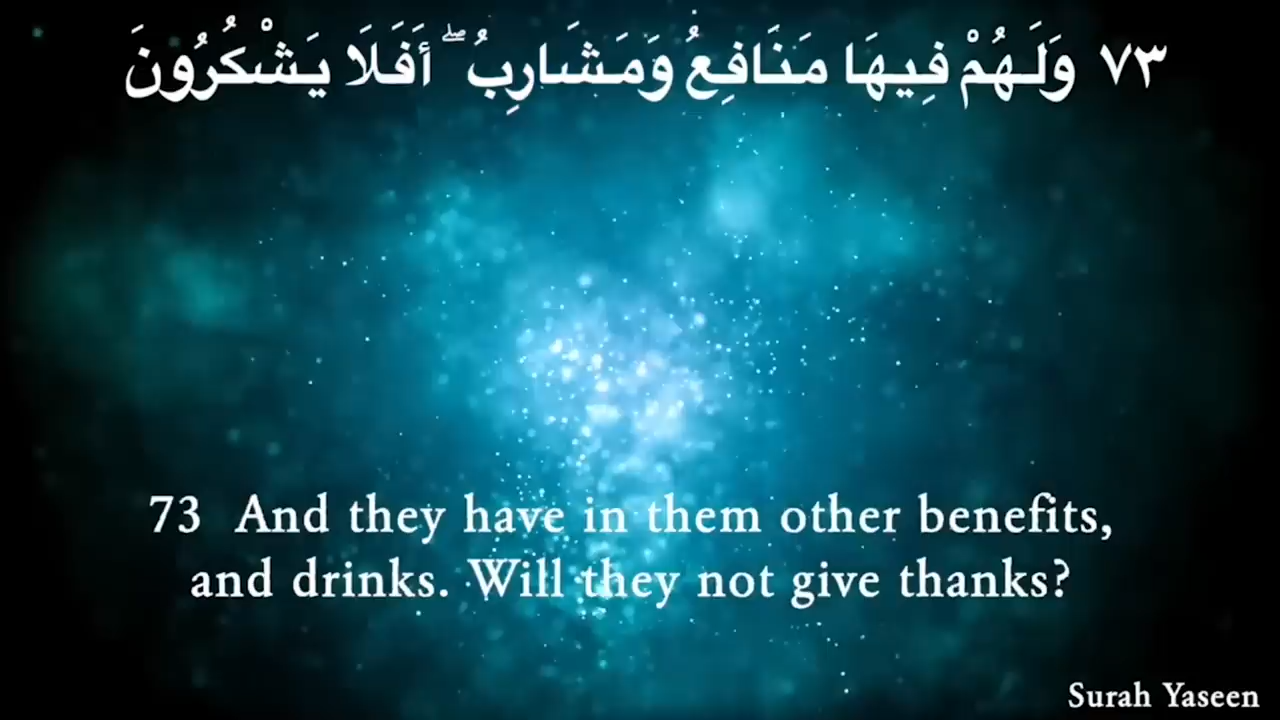 ٧٣ وَلَهُمْ فِيهَا مَنَافِعُ وَمَشَارِبُ ۖ أَفَلَا يَشْكُرُونَ
73 And they have in them other benefits,
and drinks. Will they not give thanks?
Surah Yaseen